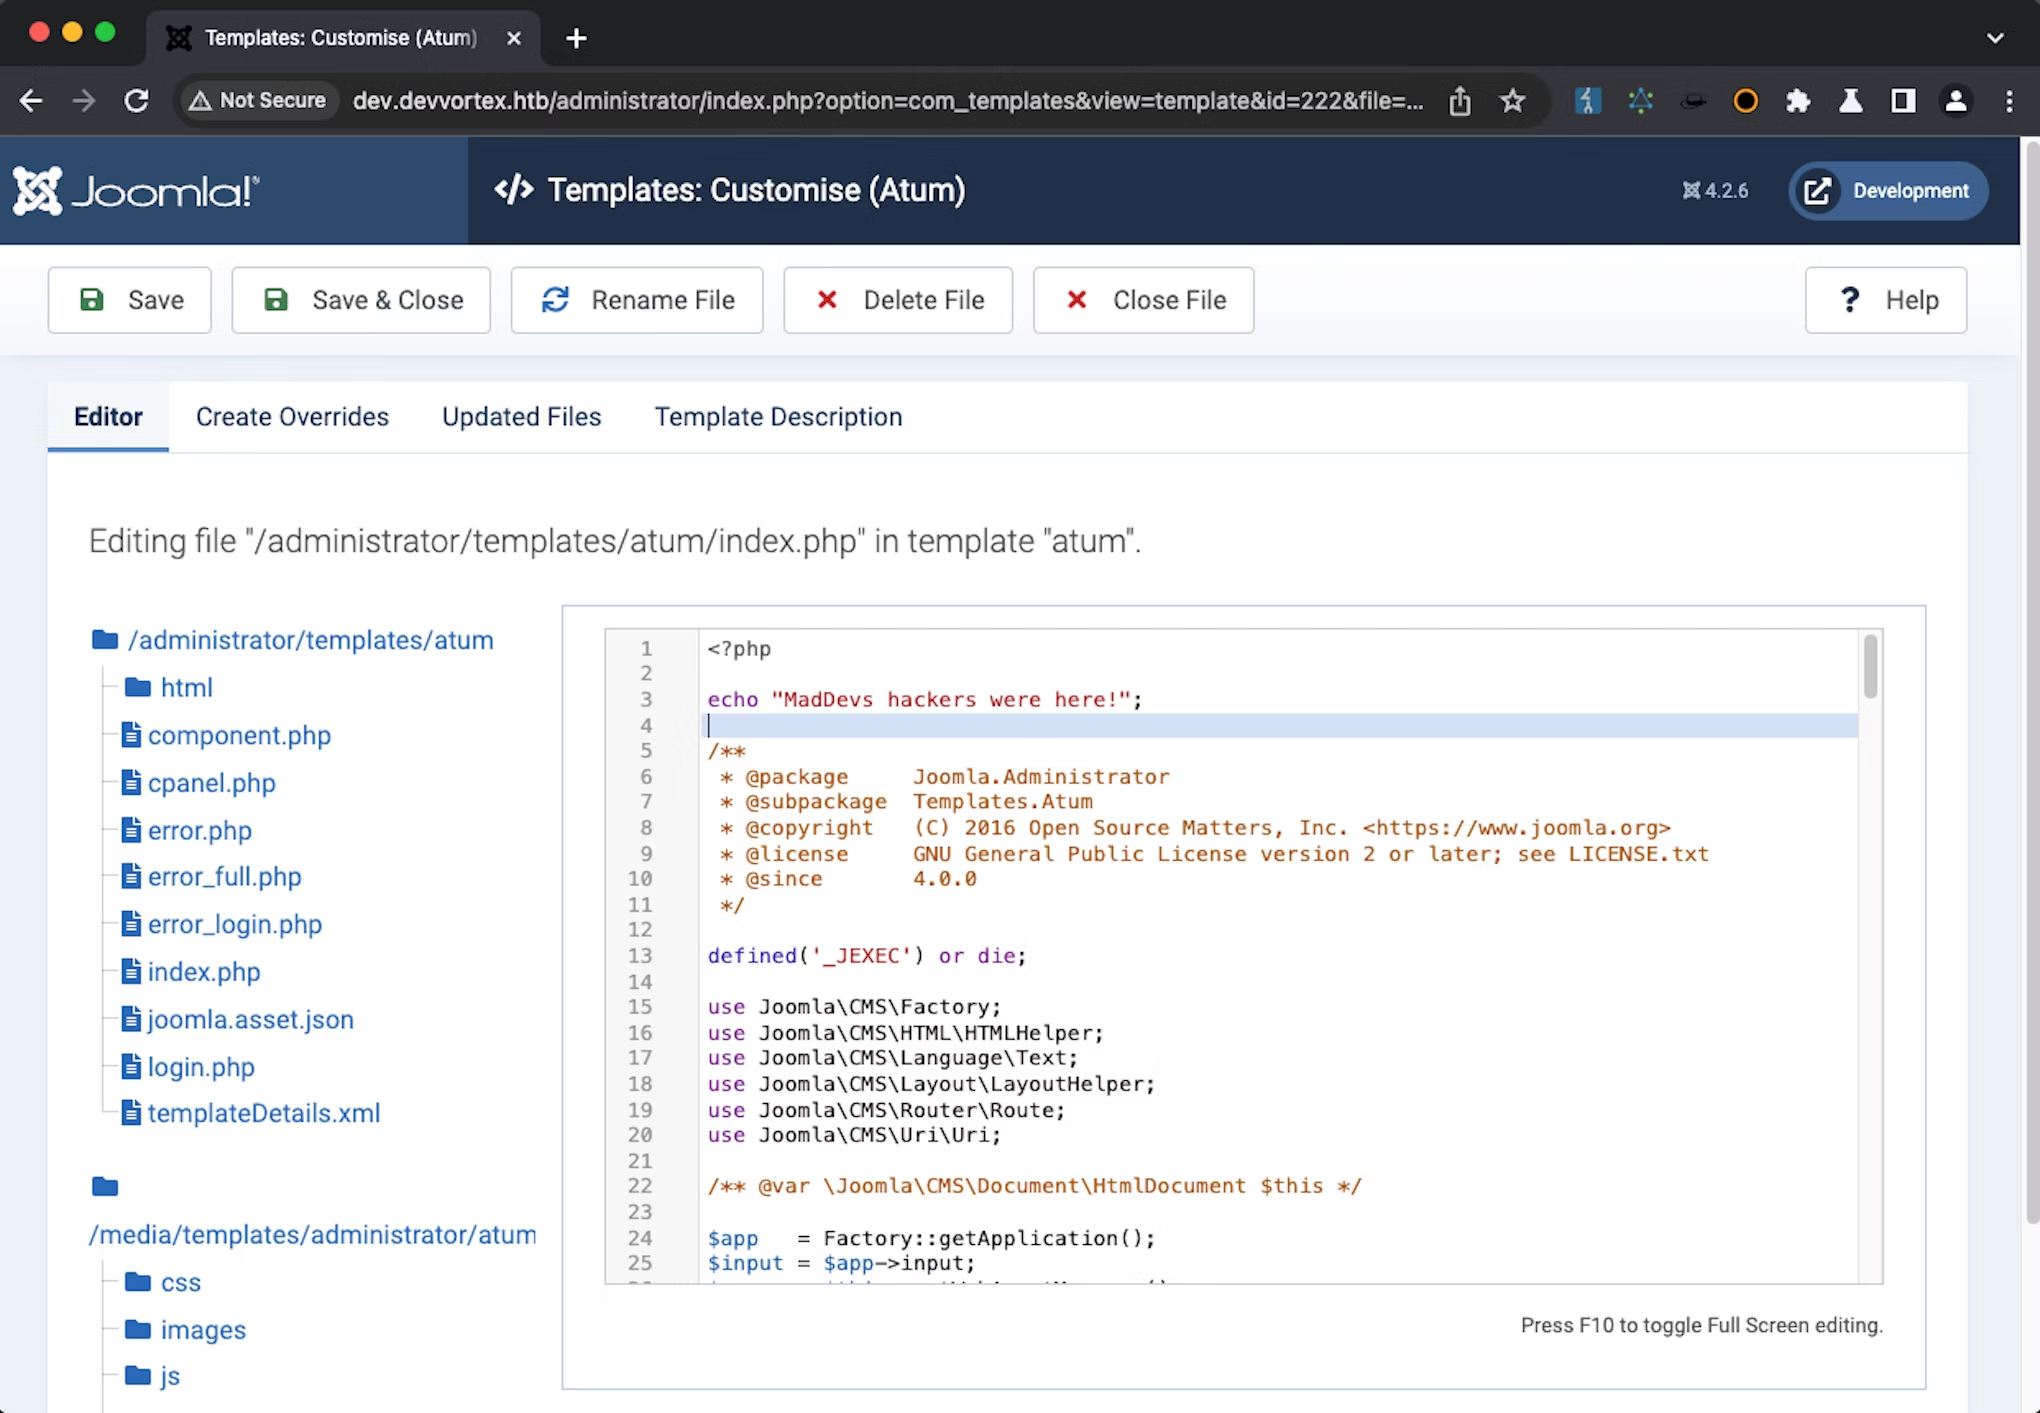 Templates: Customise (Atum)
Not Secure
dev.devvortex.htb/administrator/index.php?option=com_templates&view=template&id=222&file=...
Joomla!®
</> Templates: Customise (Atum)
4.2.6
Development
Save
Save & Close
Rename File
Delete File
Close File
? Help
Editor
Create Overrides
Updated Files
Template Description
Editing file "/administrator/templates/atum/index.php" in template "atum".
/administrator/templates/atum
html
component.php
cpanel.php
error.php
error_full.php
error_login.php
index.php
joomla.asset.json
login.php
templateDetails.xml
/media/templates/administrator/atum
css
images
js
1 <?php
2
3 echo "MadDevs hackers were here!";
4
5 /**
6  * @package     Joomla.Administrator
7  * @subpackage  Templates.Atum
8  * @copyright   (C) 2016 Open Source Matters, Inc. <https://www.joomla.org>
9  * @license     GNU General Public License version 2 or later; see LICENSE.txt
10  * @since       4.0.0
11  */
12
13 defined('_JEXEC') or die;
14
15 use Joomla\CMS\Factory;
16 use Joomla\CMS\HTML\HTMLHelper;
17 use Joomla\CMS\Language\Text;
18 use Joomla\CMS\Layout\LayoutHelper;
19 use Joomla\CMS\Router\Route;
20 use Joomla\CMS\Uri\Uri;
21
22 /** @var \Joomla\CMS\Document\HtmlDocument $this */
23
24 $app   = Factory::getApplication();
25 $input = $app->input;
Press F10 to toggle Full Screen editing.